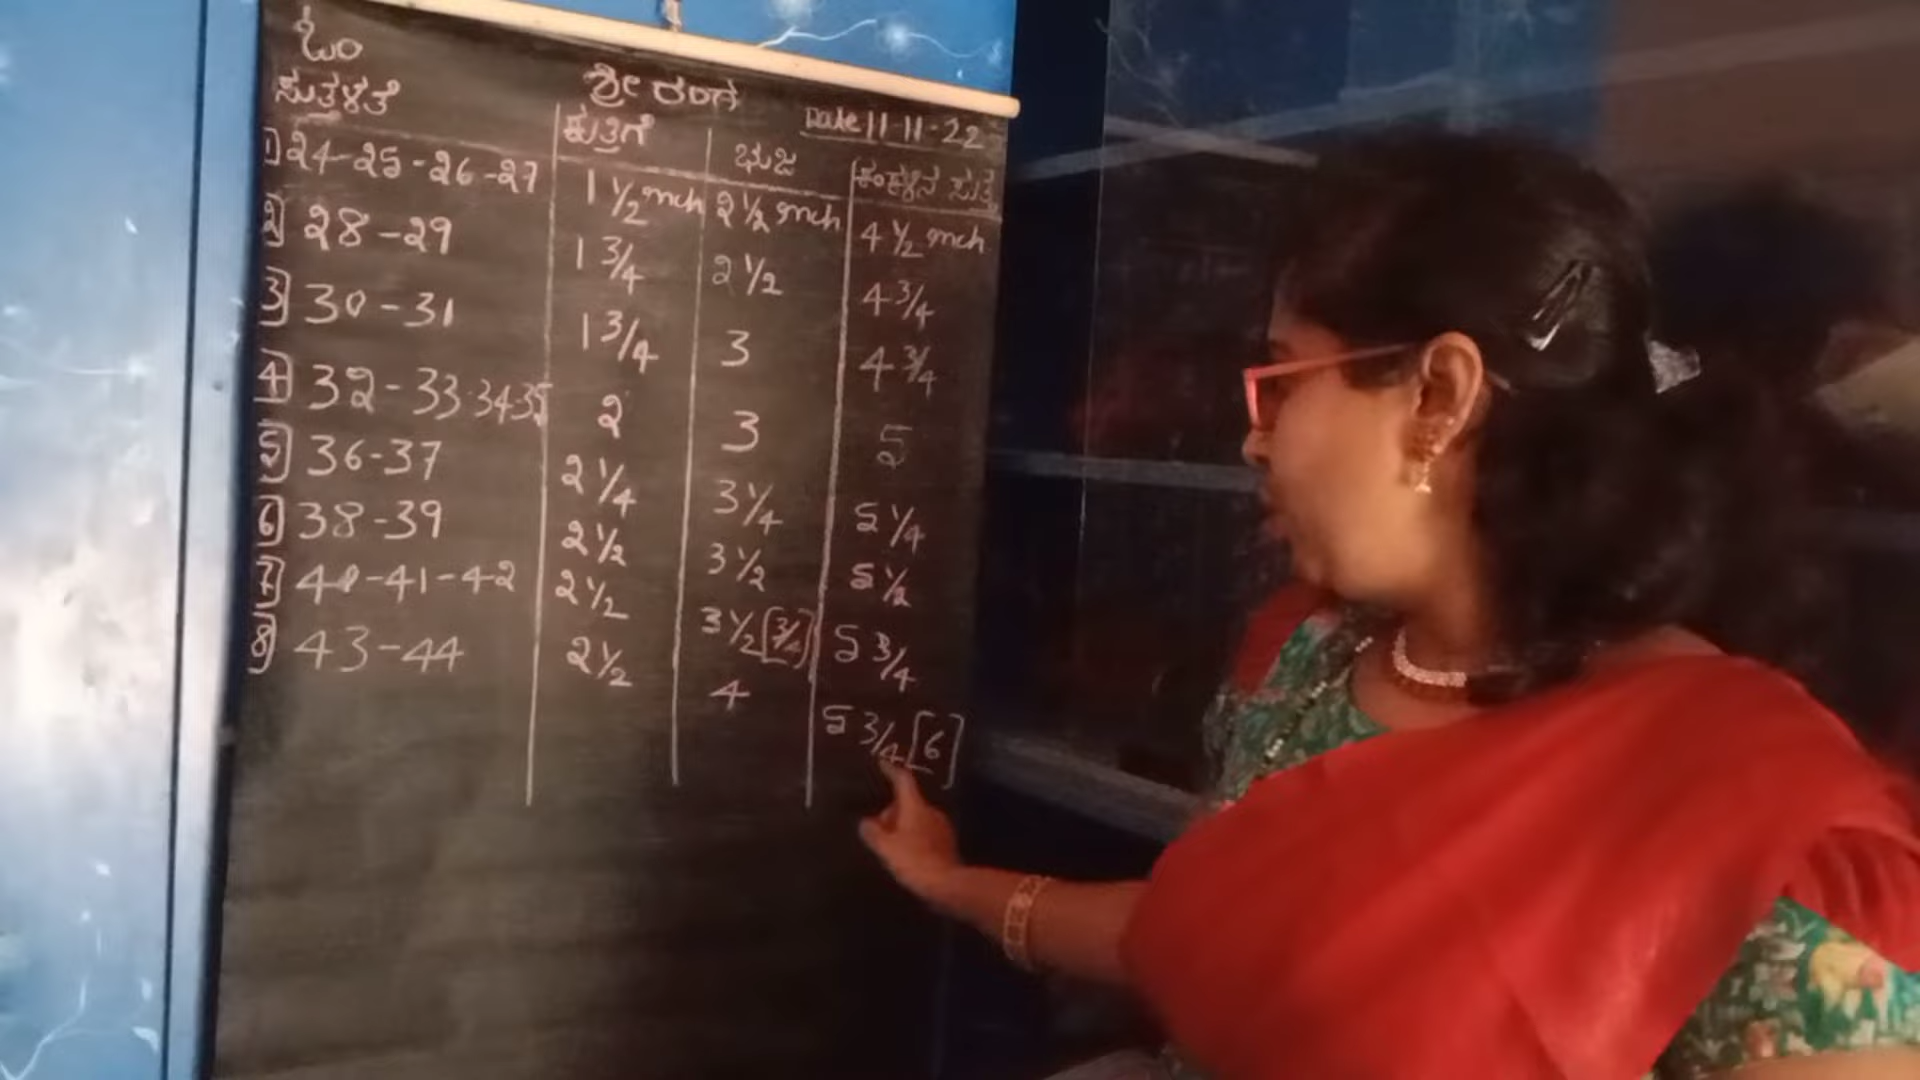 ಓಂ
ಶ್ರೀ ರಂಗ
ಸುತ್ತಳತೆ
Date 11-11-22
ಕುತ್ತಿಗೆ ಭುಜ ಕಂಕುಳಿನ ಸುತ್ತ
1) 24-25-26-27 1 1/2 inch 2 1/2 inch 4 1/2 inch
2) 28-29 1 3/4 2 1/2 4 3/4
3) 30-31 1 3/4 3 4 3/4
4) 32-33-34-35 2 3 5
5) 36-37 2 1/4 3 1/4 5 1/4
6) 38-39 2 1/2 3 1/2 5 1/2
7) 40-41-42 2 1/2 3 1/2 [3/4] 5 3/4
8) 43-44 2 1/2 4 5 3/4 [6]